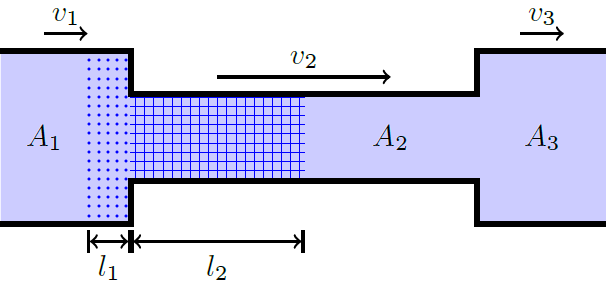 v₁
v₃
v₂
A₁
A₂
A₃
l₁
l₂